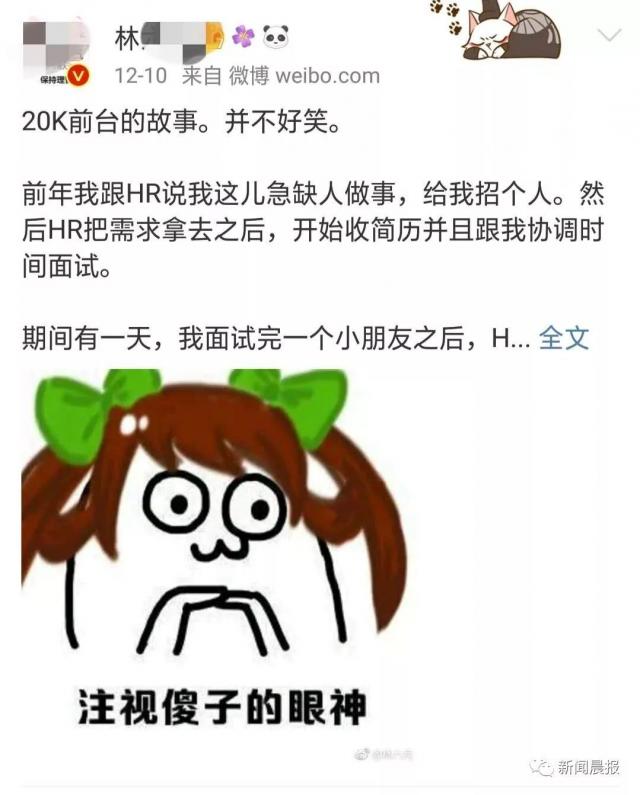 林
保持理
12-10 来自 微博 weibo.com
20K前台的故事。并不好笑。
前年我跟HR说我这儿急缺人做事，给我招个人。然
后HR把需求拿去之后，开始收简历并且跟我协调时
间面试。
期间有一天，我面试完一个小朋友之后，H... 全文
注视傻子的眼神
新闻晨报